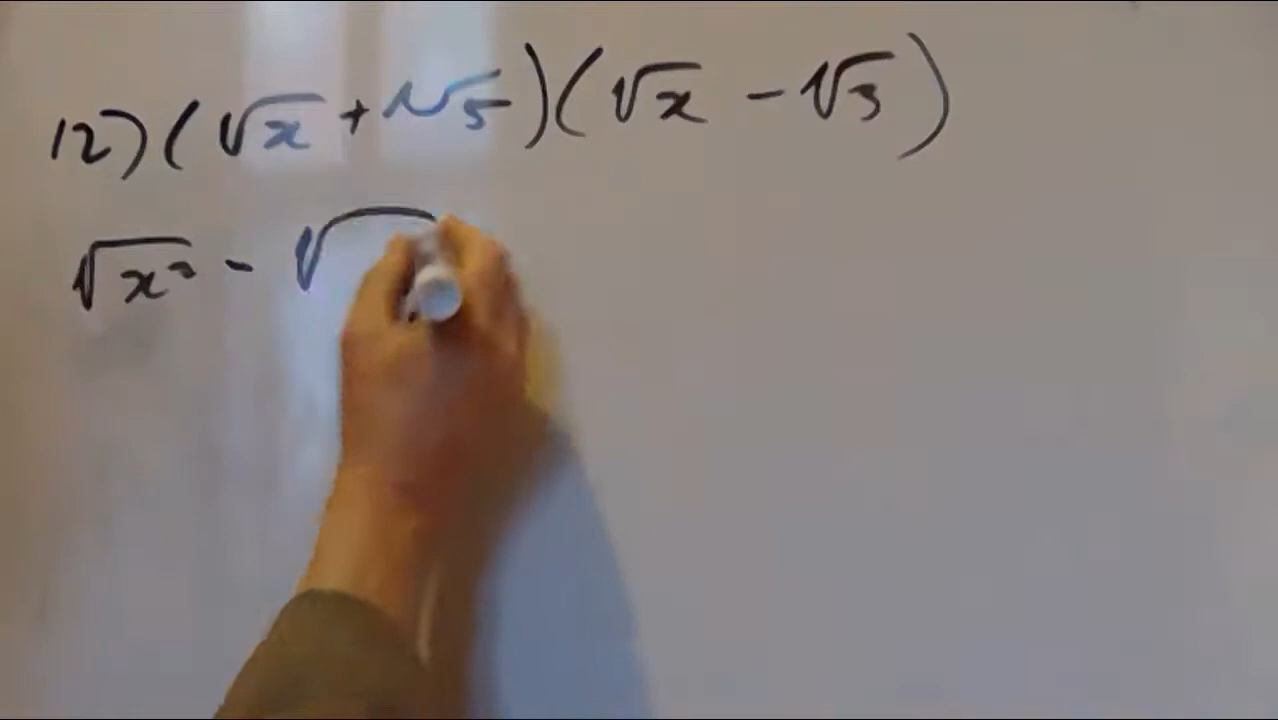 12) (√x + √5)(√x - √3)
√x² - √